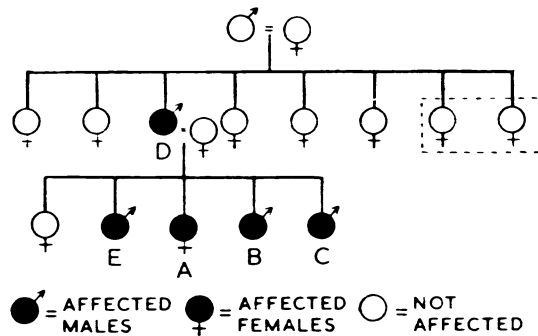 D
E A B C
= AFFECTED MALES = AFFECTED FEMALES = NOT AFFECTED